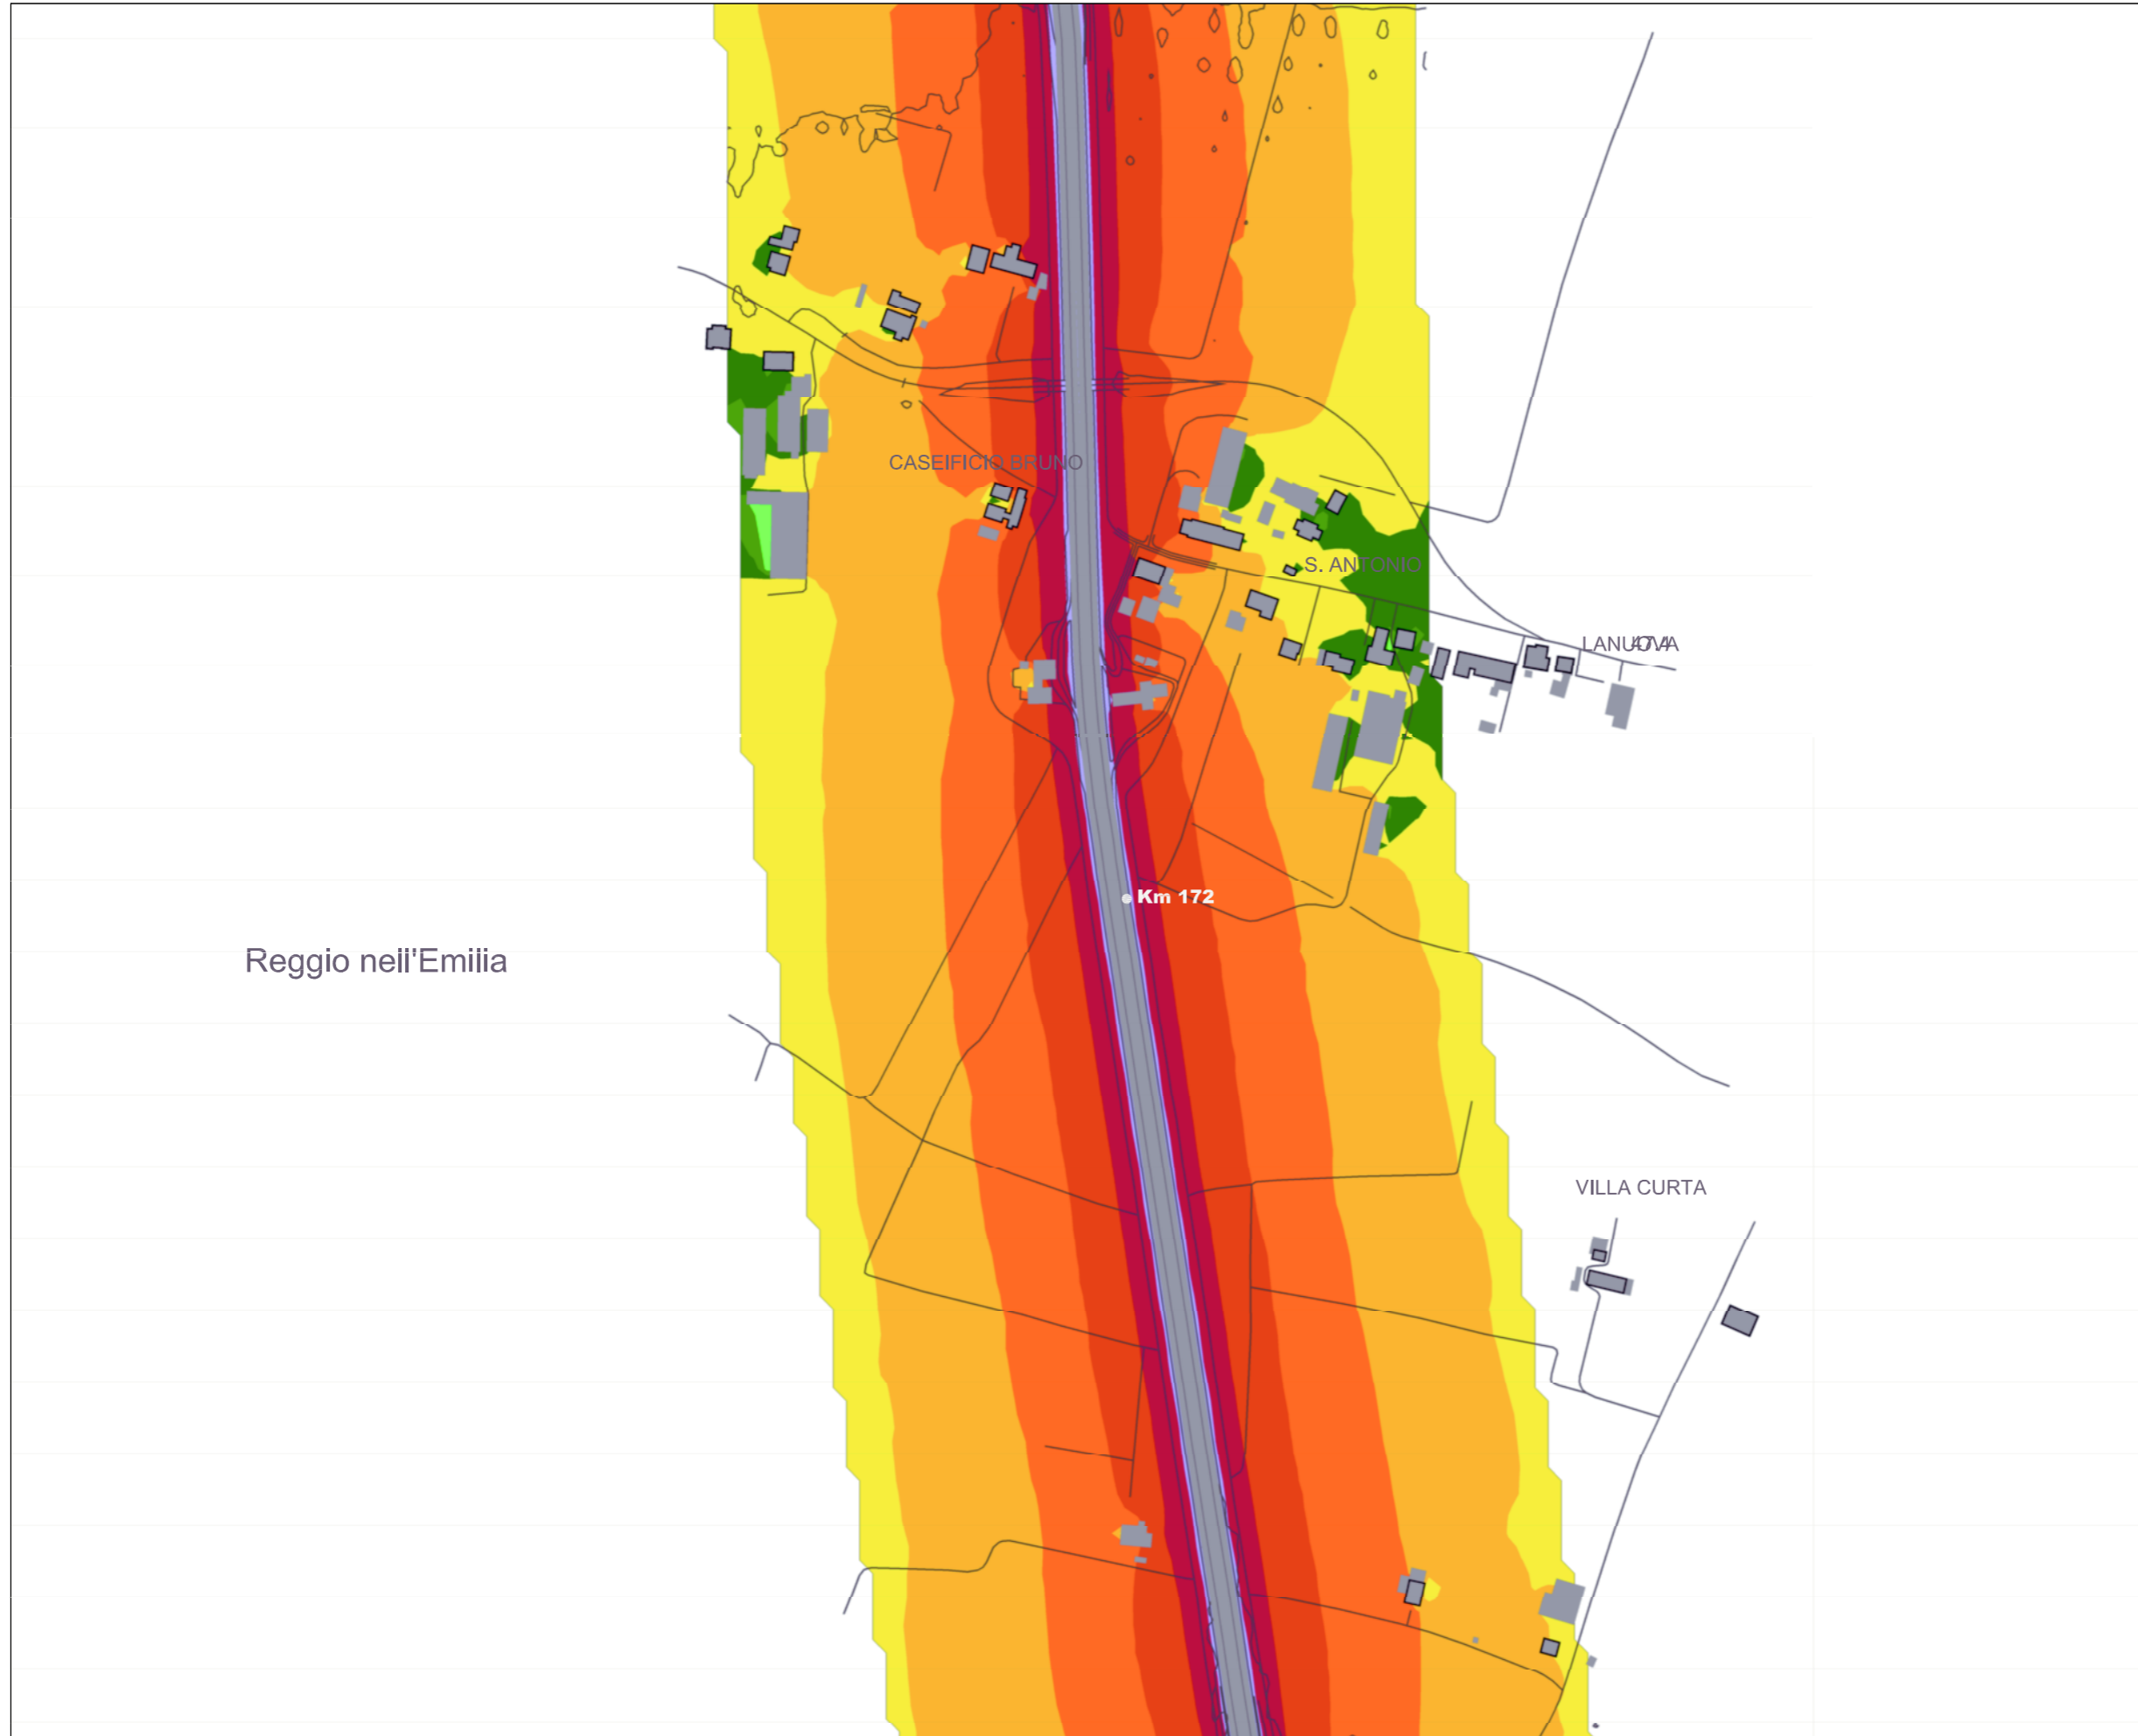 CASEIFICIO BRUNO
S. ANTONIO
Km 172
Reggio nell'Emilia
VILLA CURTA